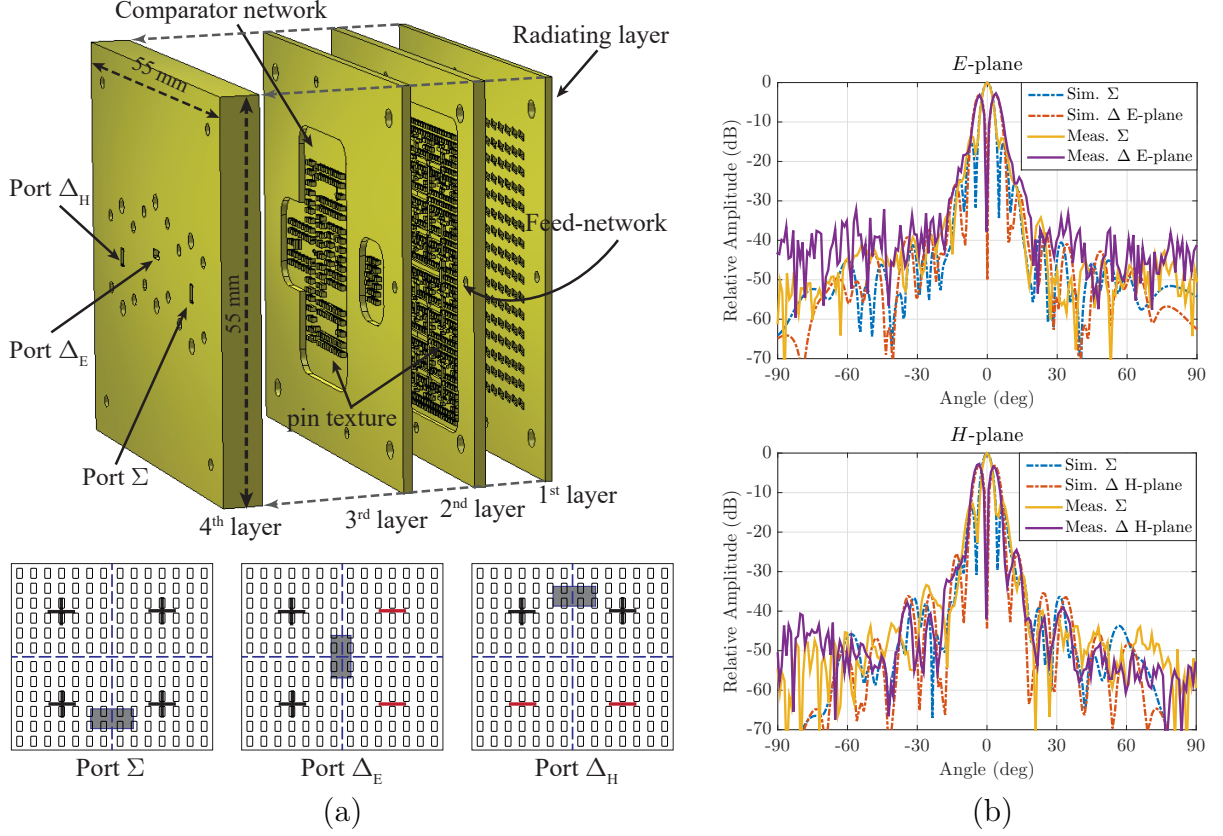 Comparator network
Radiating layer
55 mm
Port Δ_H
Feed-network
55 mm
Port Δ_E
pin texture
Port Σ
4th layer
3rd layer
2nd layer
1st layer
Port Σ
Port Δ_E
Port Δ_H
(a)
E-plane
0
-10
-20
-30
-40
-50
-60
-70
Relative Amplitude (dB)
Sim. Σ
Sim. Δ E-plane
Meas. Σ
Meas. Δ E-plane
-90 -60 -30 0 30 60 90
Angle (deg)
H-plane
0
-10
-20
-30
-40
-50
-60
-70
Relative Amplitude (dB)
Sim. Σ
Sim. Δ H-plane
Meas. Σ
Meas. Δ H-plane
-90 -60 -30 0 30 60 90
Angle (deg)
(b)